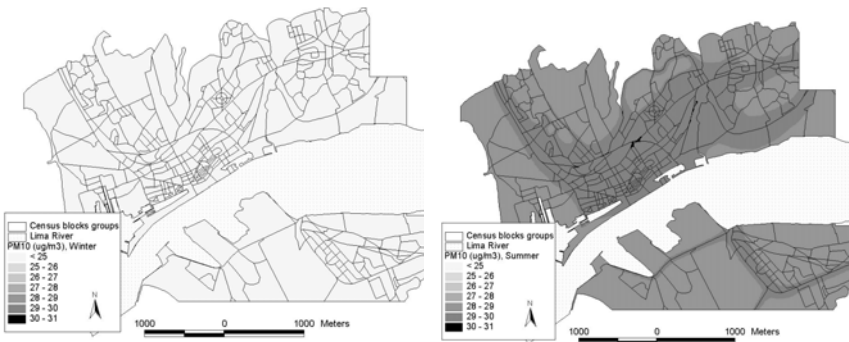 Census blocks groups
Lima River
PM10 (ug/m3), Winter
< 25
25 - 26
26 - 27
27 - 28
28 - 29
29 - 30
30 - 31
N
1000 0 1000 Meters
Census blocks groups
Lima River
PM10 (ug/m3), Summer
< 25
25 - 26
26 - 27
27 - 28
28 - 29
29 - 30
30 - 31
N
1000 0 1000 Meters